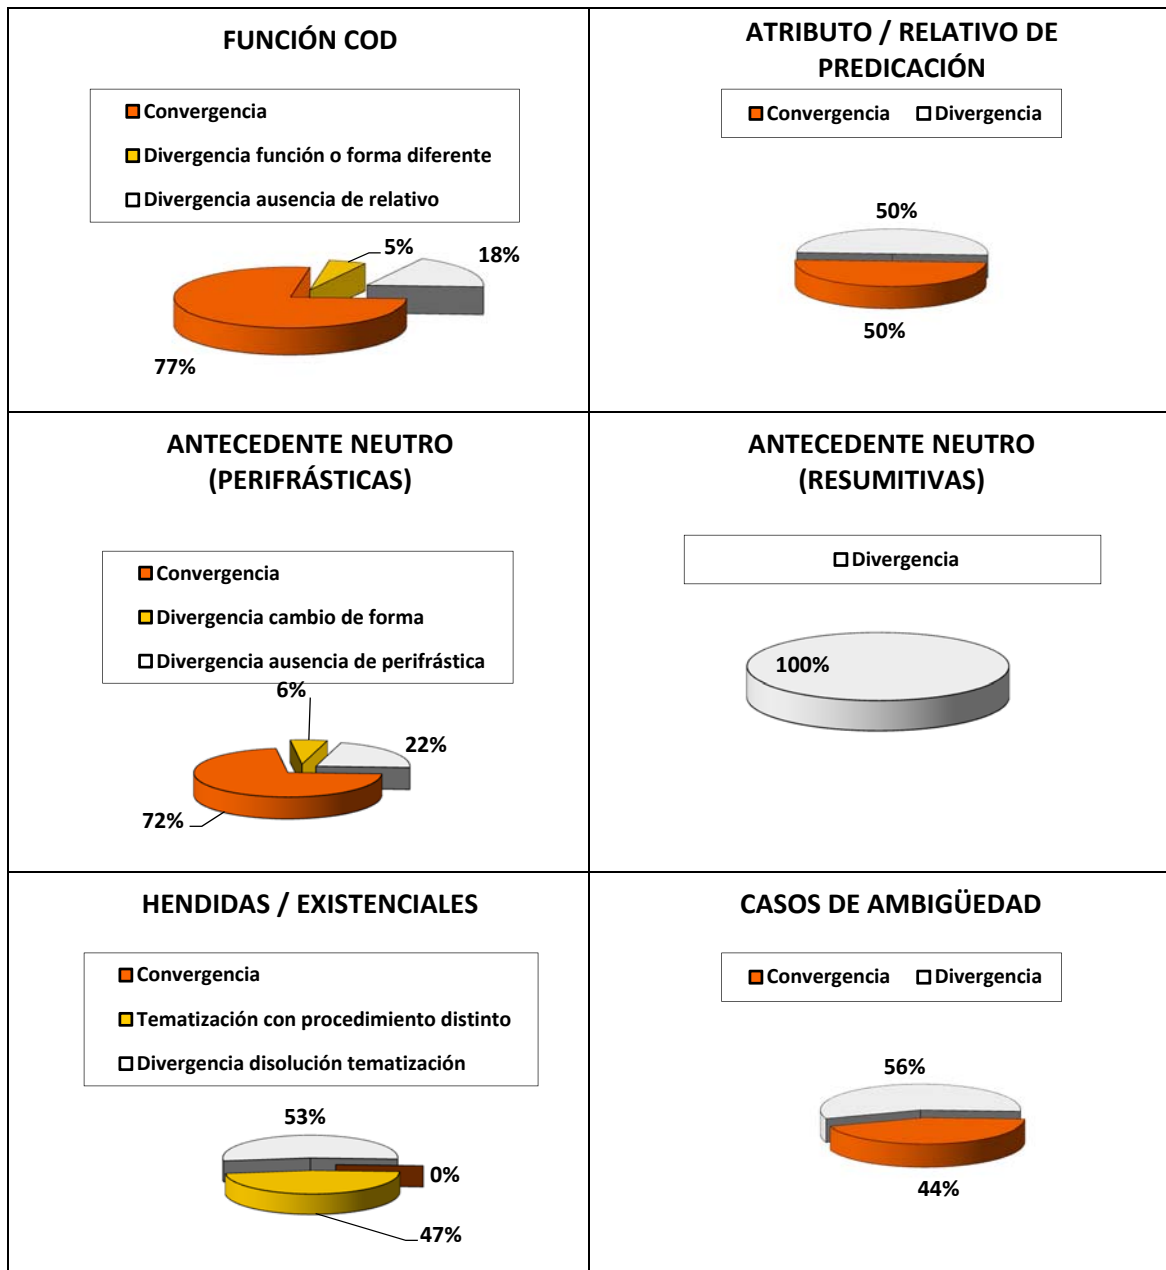 FUNCIÓN COD
Convergencia
Divergencia función o forma diferente
Divergencia ausencia de relativo
5%
18%
77%
ATRIBUTO / RELATIVO DE
PREDICACIÓN
Convergencia Divergencia
50%
50%
ANTECEDENTE NEUTRO
(PERIFRÁSTICAS)
Convergencia
Divergencia cambio de forma
Divergencia ausencia de perifrástica
6%
22%
72%
ANTECEDENTE NEUTRO
(RESUMITIVAS)
Divergencia
100%
HENDIDAS / EXISTENCIALES
Convergencia
Tematización con procedimiento distinto
Divergencia disolución tematización
53%
0%
47%
CASOS DE AMBIGÜEDAD
Convergencia Divergencia
56%
44%